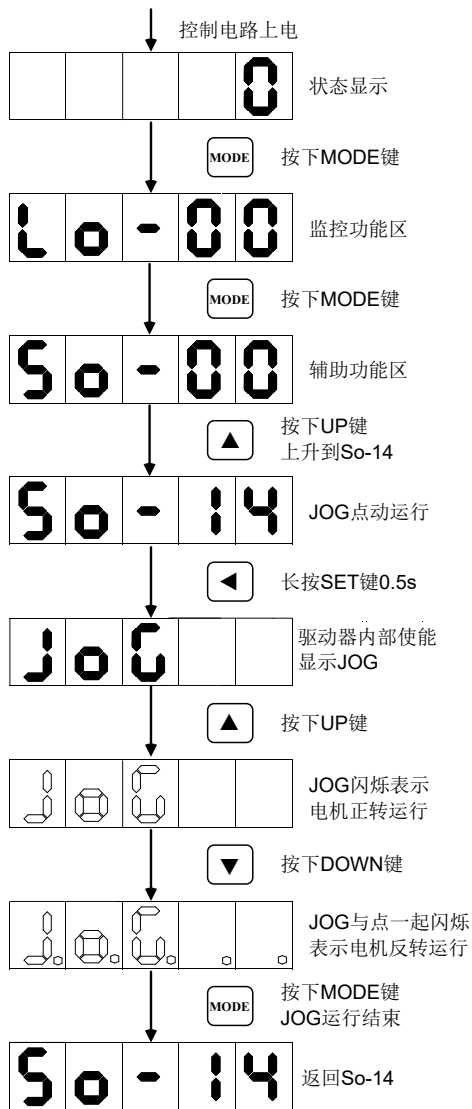 控制电路上电
0 状态显示
MODE 按下MODE键
Lo-00 监控功能区
MODE 按下MODE键
So-00 辅助功能区
按下UP键
上升到So-14
So-14 JOG点动运行
长按SET键0.5s
JoG 驱动器内部使能
显示JOG
按下UP键
JoG JOG闪烁表示
电机正转运行
按下DOWN键
J.o.G. . . JOG与点一起闪烁
表示电机反转运行
MODE 按下MODE键
JOG运行结束
So-14 返回So-14